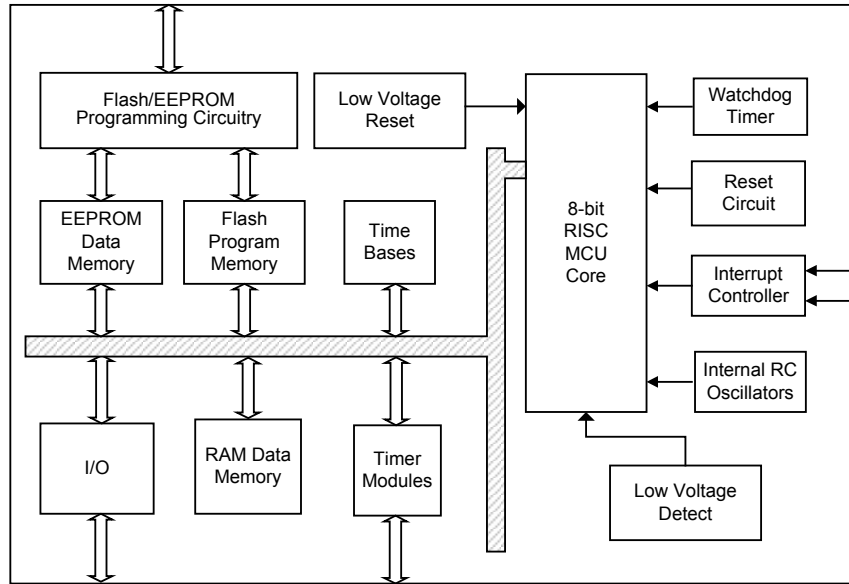 Flash/EEPROM
Programming Circuitry
Low Voltage
Reset
Watchdog
Timer
EEPROM
Data
Memory
Flash
Program
Memory
Time
Bases
8-bit
RISC
MCU
Core
Reset
Circuit
Interrupt
Controller
Internal RC
Oscillators
I/O
RAM Data
Memory
Timer
Modules
Low Voltage
Detect